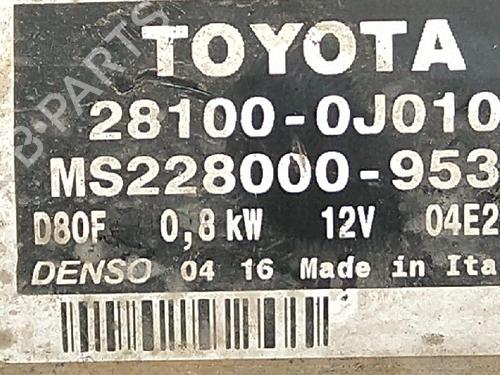 B-PARTS
TOYOTA
28100-0J010
MS228000-953
D80F 0,8 kW 12V 04E2
DENSO 04 16 Made in Ita